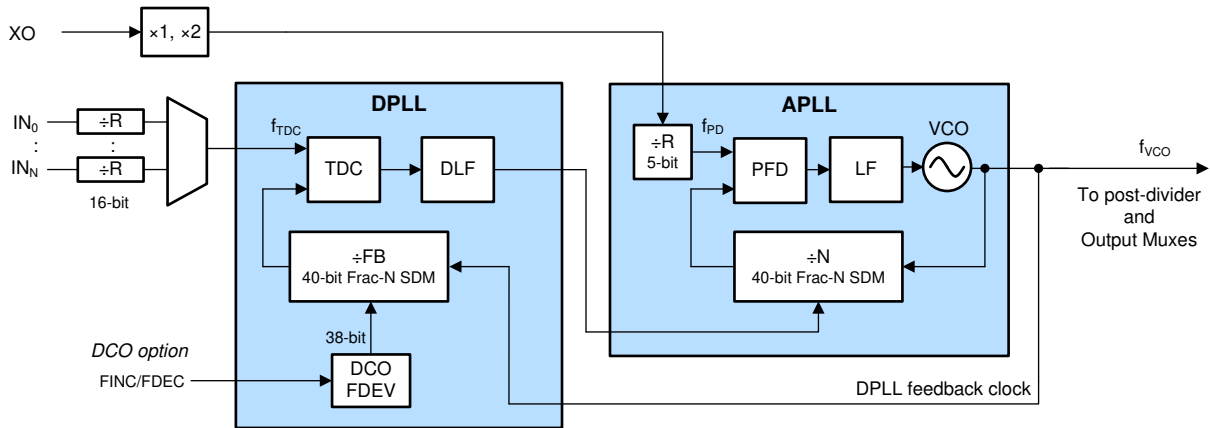 XO
×1, ×2
DPLL
APLL
IN0
÷R
:
:
INN
÷R
16-bit
fTDC
TDC
DLF
÷R
5-bit
fPD
PFD
LF
VCO
fVCO
To post-divider
and
Output Muxes
÷FB
40-bit Frac-N SDM
÷N
40-bit Frac-N SDM
38-bit
DCO option
FINC/FDEC
DCO
FDEV
DPLL feedback clock